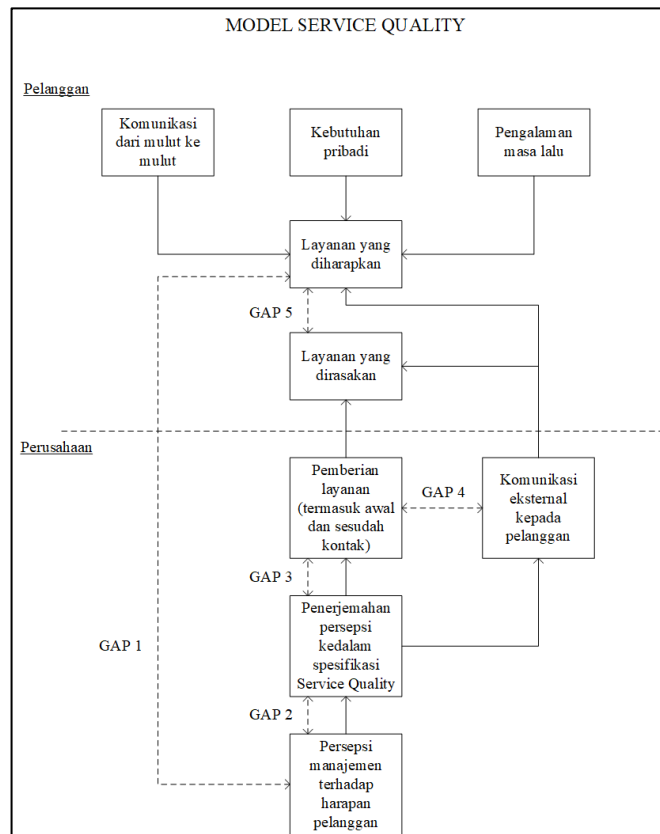 MODEL SERVICE QUALITY
Pelanggan
Komunikasi
dari mulut ke
mulut
Kebutuhan
pribadi
Pengalaman
masa lalu
Layanan yang
diharapkan
GAP 5
Layanan yang
dirasakan
Perusahaan
Pemberian
layanan
(termasuk awal
dan sesudah
kontak)
GAP 4
Komunikasi
eksternal
kepada
pelanggan
GAP 3
Penerjemahan
persepsi
kedalam
spesifikasi
Service Quality
GAP 1
GAP 2
Persepsi
manajemen
terhadap
harapan
pelanggan